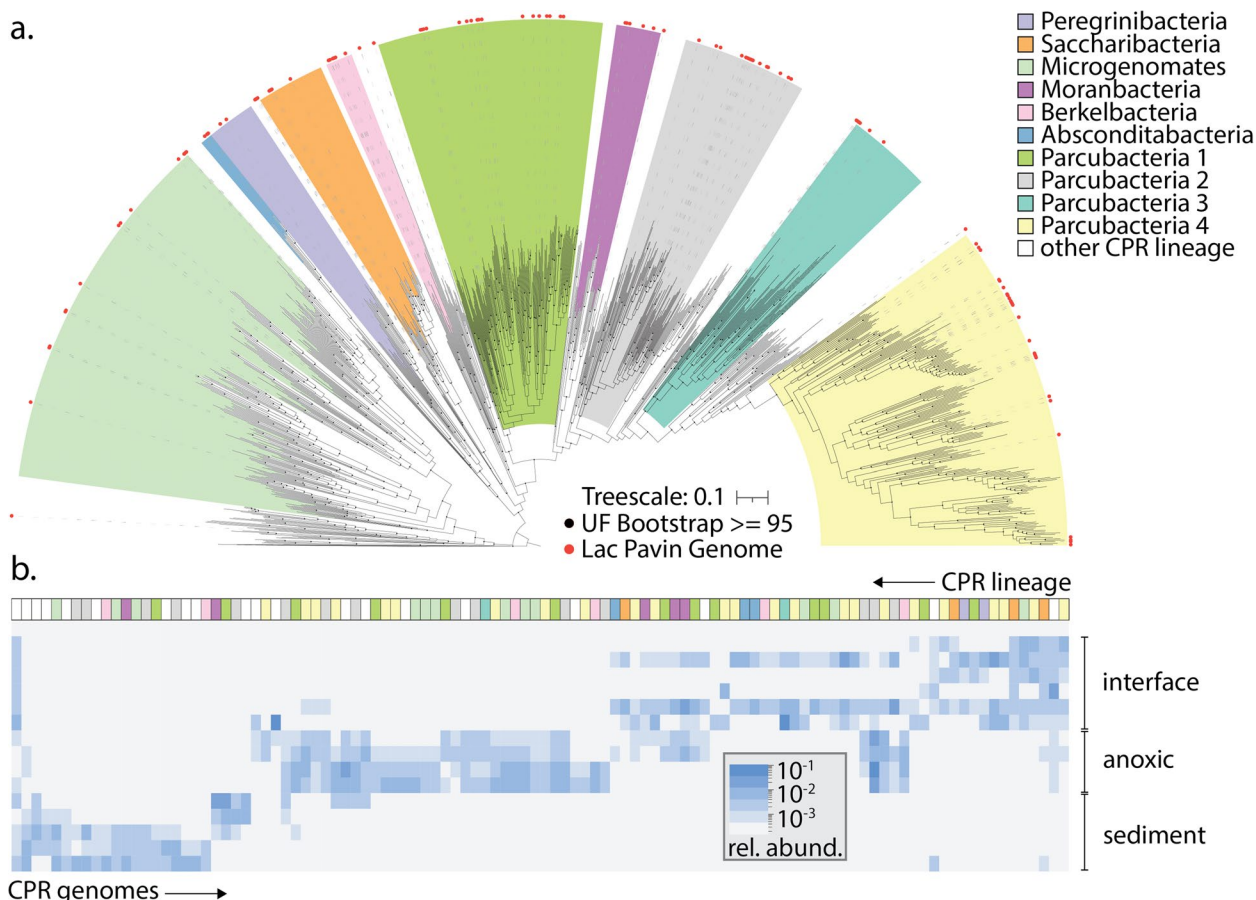 a.
Peregrinibacteria
Saccharibacteria
Microgenomates
Moranbacteria
Berkelbacteria
Absconditabacteria
Parcubacteria 1
Parcubacteria 2
Parcubacteria 3
Parcubacteria 4
other CPR lineage
Treescale: 0.1
UF Bootstrap >= 95
Lac Pavin Genome
b.
CPR lineage
interface
anoxic
sediment
10⁻¹
10⁻²
10⁻³
rel. abund.
CPR genomes